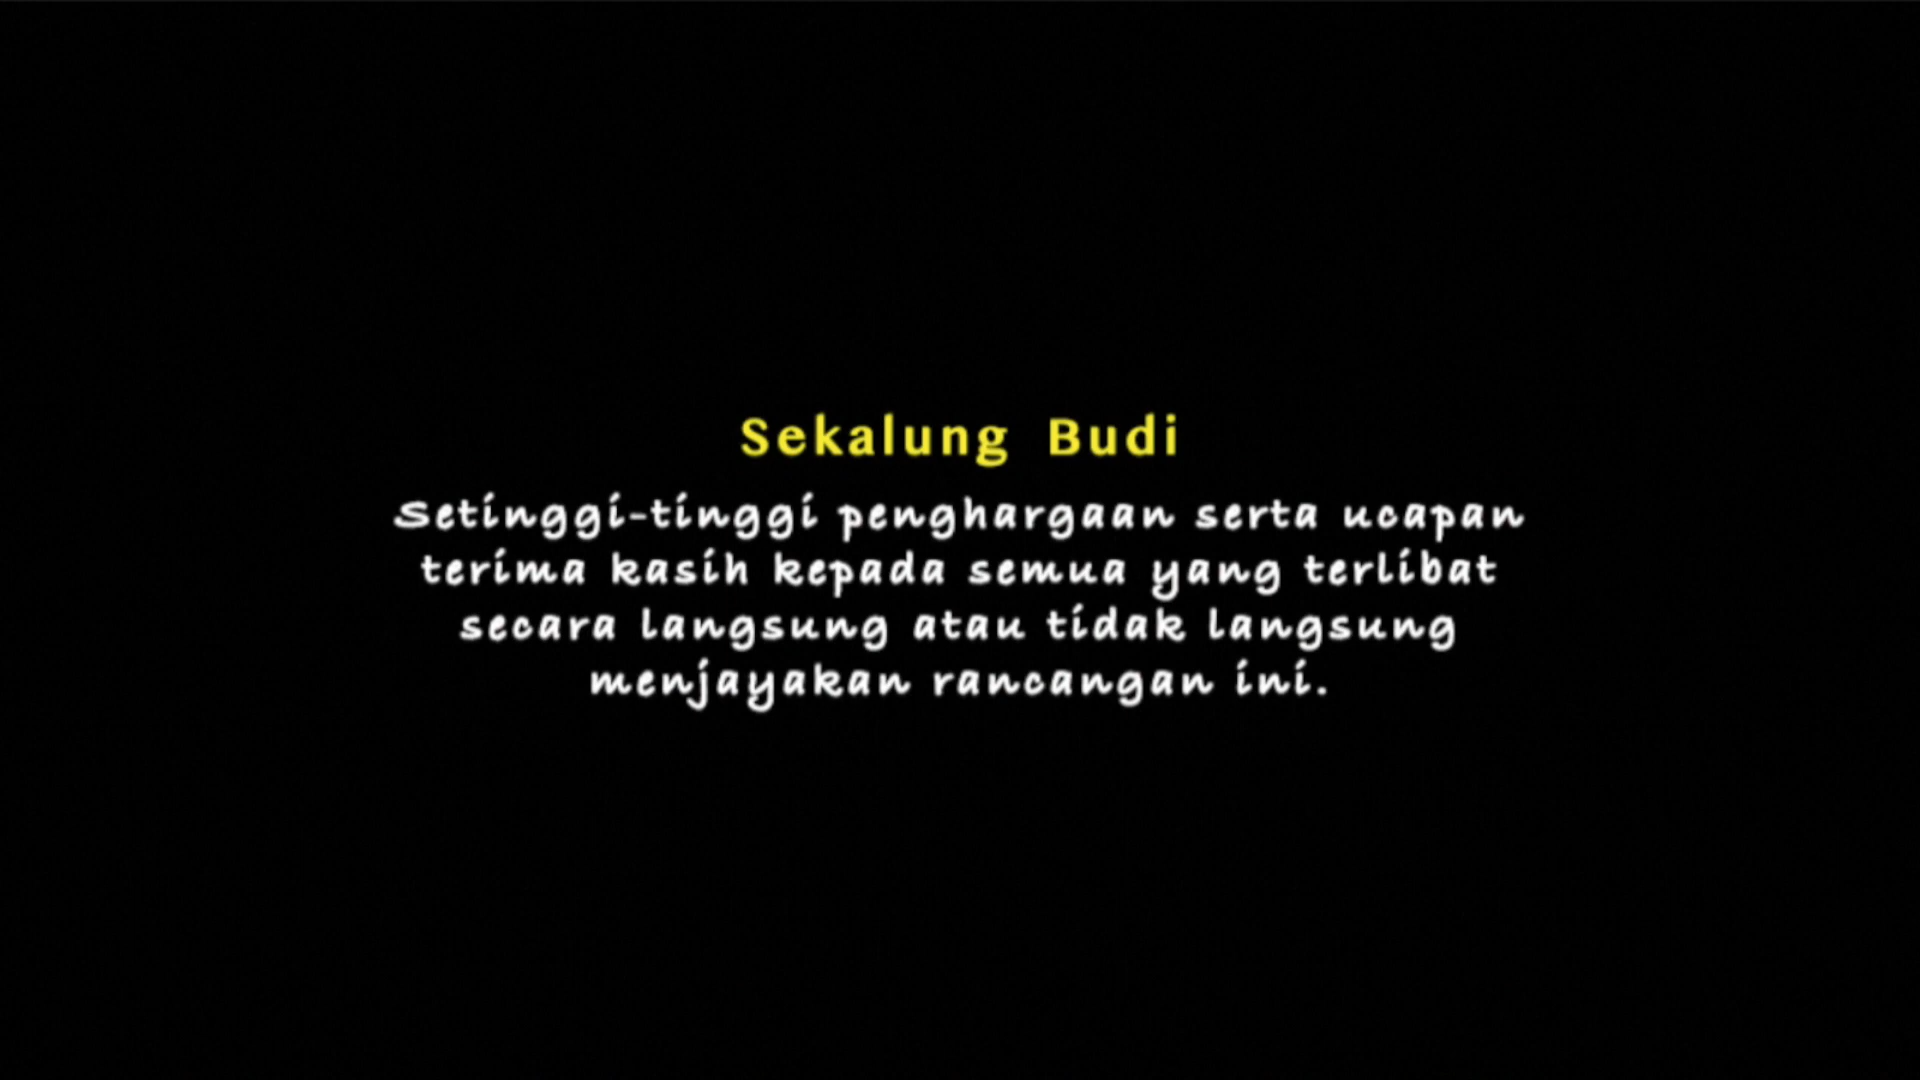 Sekalung Budi
Setinggi-tinggi penghargaan serta ucapan
terima kasih kepada semua yang terlibat
secara langsung atau tidak langsung
menjayakan rancangan ini.